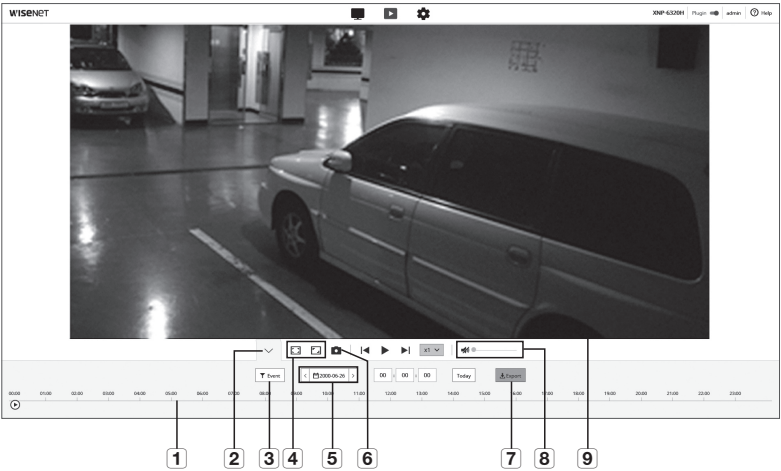 WISENET
XNP-6320H Plugin admin ? Help
x1
Event
2000-06-26
00 : 00 : 00
Today
Export
00:00 01:00 02:00 03:00 04:00 05:00 06:00 07:00 08:00 09:00 10:00 11:00 12:00 13:00 14:00 15:00 16:00 17:00 18:00 19:00 20:00 21:00 22:00 23:00
1 2 3 4 5 6 7 8 9